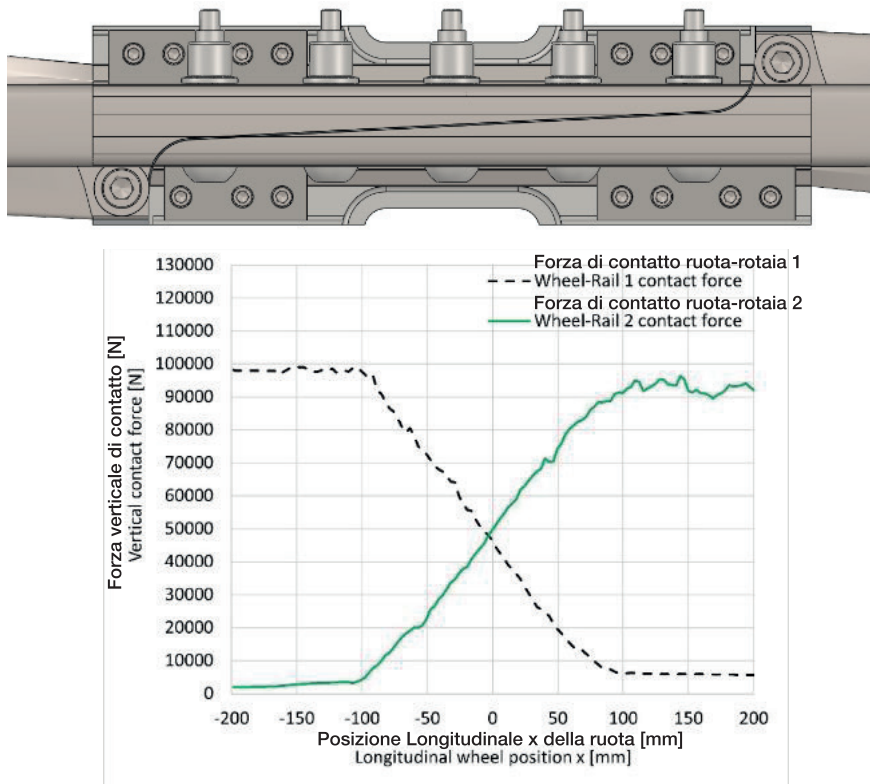 Forza di contatto ruota-rotaia 1
Wheel-Rail 1 contact force
Forza di contatto ruota-rotaia 2
Wheel-Rail 2 contact force
Forza verticale di contatto [N]
Vertical contact force [N]
130000
120000
110000
100000
90000
80000
70000
60000
50000
40000
30000
20000
10000
0
-200 -150 -100 -50 0 50 100 150 200
Posizione Longitudinale x della ruota [mm]
Longitudinal wheel position x [mm]